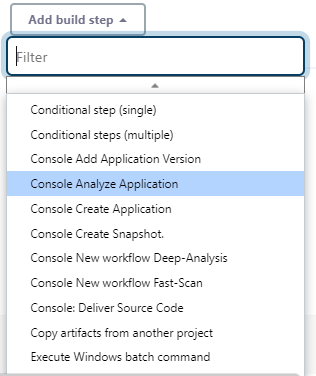 Add build step
Filter
Conditional step (single)
Conditional steps (multiple)
Console Add Application Version
Console Analyze Application
Console Create Application
Console Create Snapshot.
Console New workflow Deep-Analysis
Console New workflow Fast-Scan
Console: Deliver Source Code
Copy artifacts from another project
Execute Windows batch command